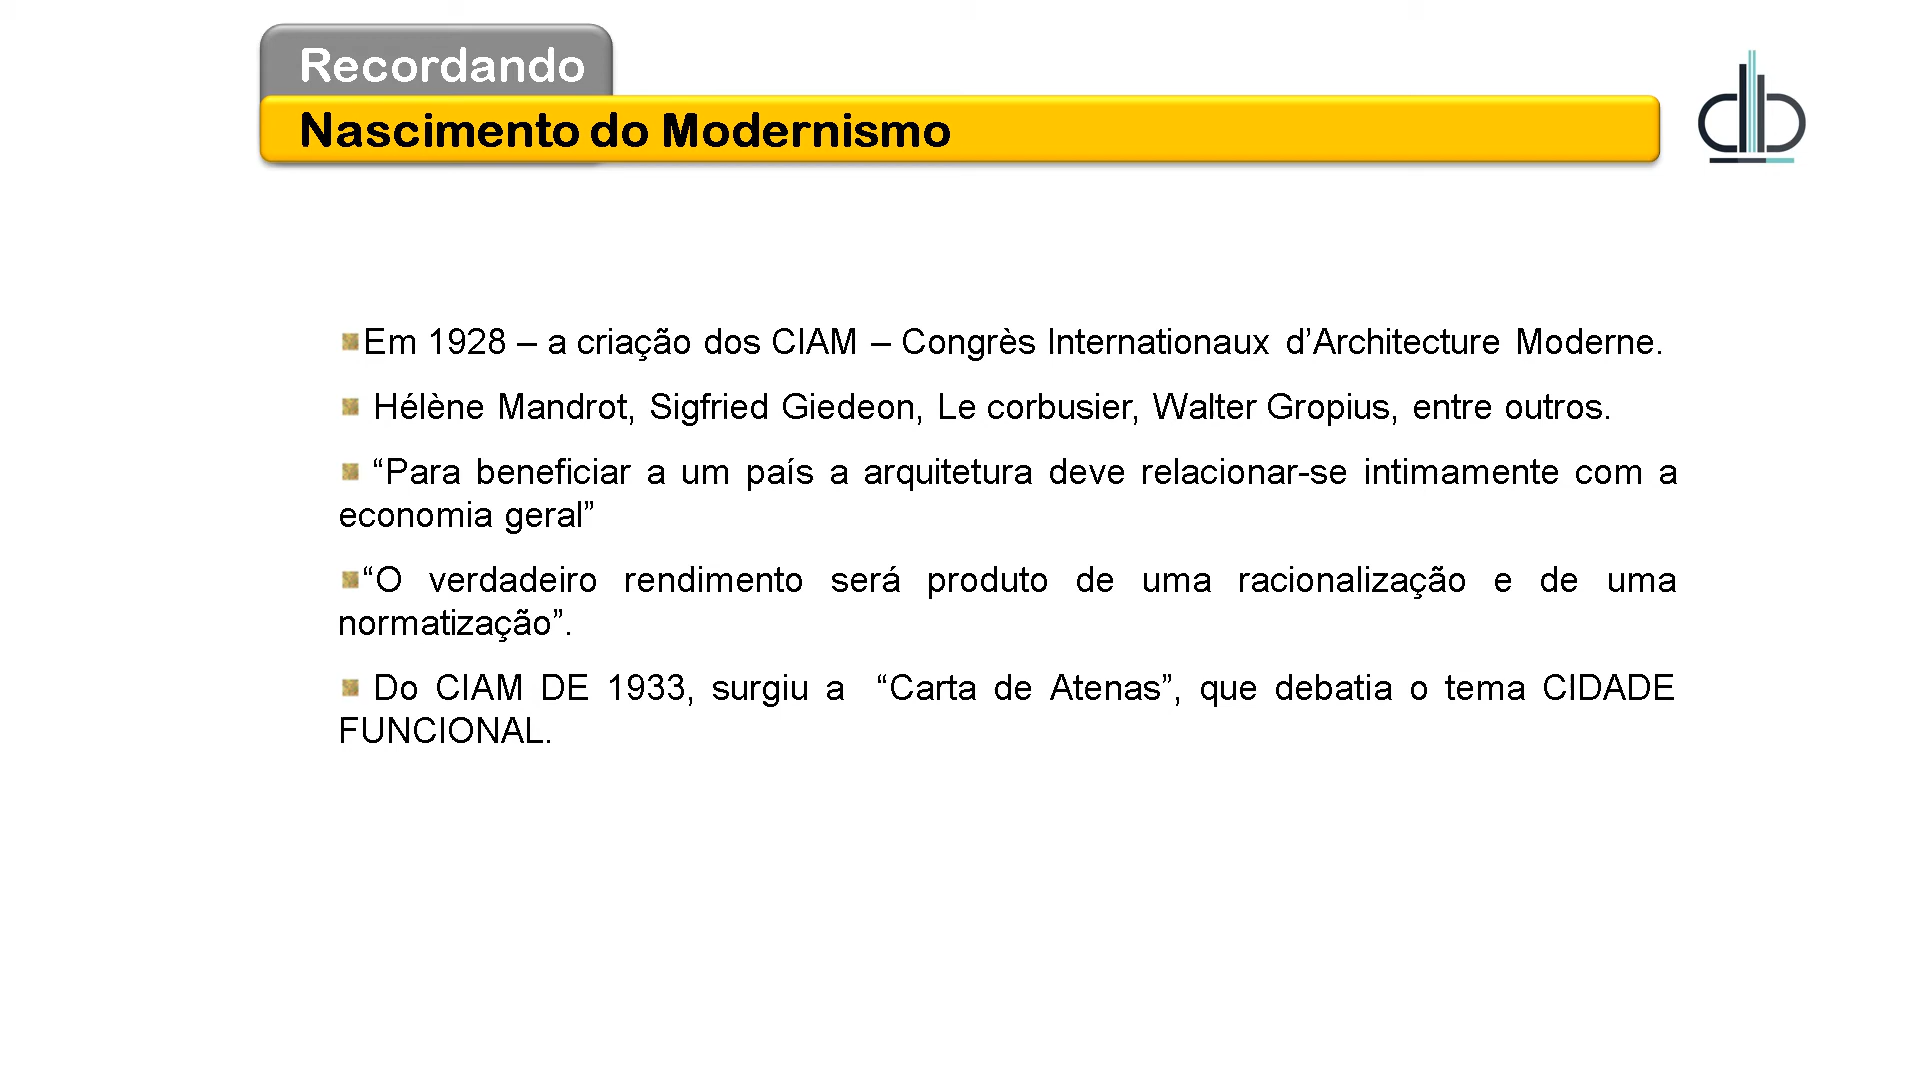 Recordando
Nascimento do Modernismo
Em 1928 – a criação dos CIAM – Congrès Internationaux d’Architecture Moderne.
Hélène Mandrot, Sigfried Giedeon, Le corbusier, Walter Gropius, entre outros.
“Para beneficiar a um país a arquitetura deve relacionar-se intimamente com a
economia geral”
“O verdadeiro rendimento será produto de uma racionalização e de uma
normatização”.
Do CIAM DE 1933, surgiu a “Carta de Atenas”, que debatia o tema CIDADE
FUNCIONAL.